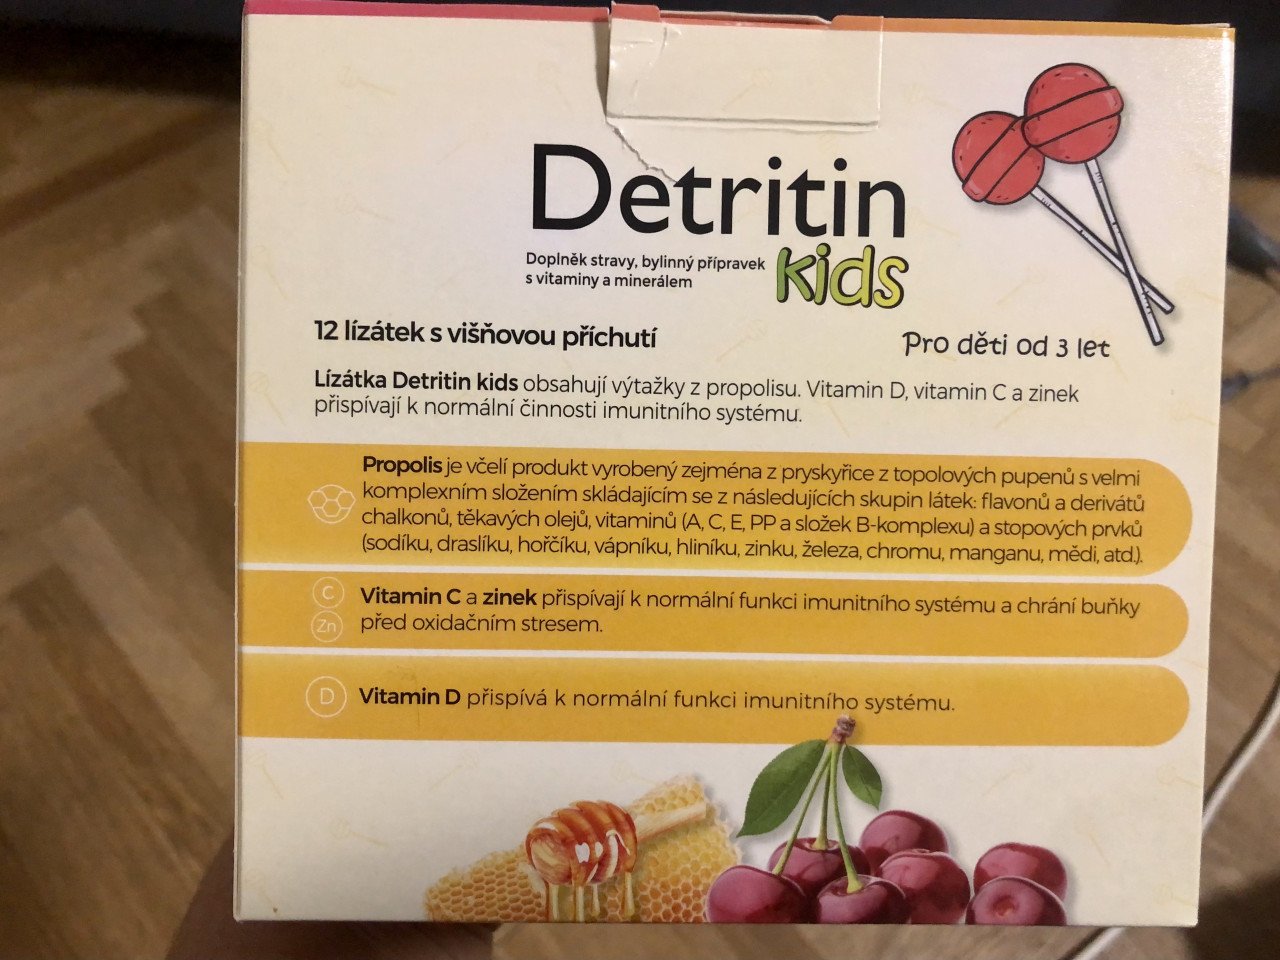 Detritin
kids
Doplněk stravy, bylinný přípravek
s vitaminy a minerálem
12 lízátek s višňovou příchutí
Pro děti od 3 let
Lízátka Detritin kids obsahují výtažky z propolisu. Vitamin D, vitamin C a zinek
přispívají k normální činnosti imunitního systému.
Propolis je včelí produkt vyrobený zejména z pryskyřice z topolových pupenů s velmi
komplexním složením skládajícím se z následujících skupin látek: flavonů a derivátů
chalkonů, těkavých olejů, vitaminů (A, C, E, PP a složek B-komplexu) a stopových prvků
(sodíku, draslíku, hořčíku, vápníku, hliníku, zinku, železa, chromu, manganu, mědi, atd.).
C
Zn
Vitamin C a zinek přispívají k normální funkci imunitního systému a chrání buňky
před oxidačním stresem.
D
Vitamin D přispívá k normální funkci imunitního systému.